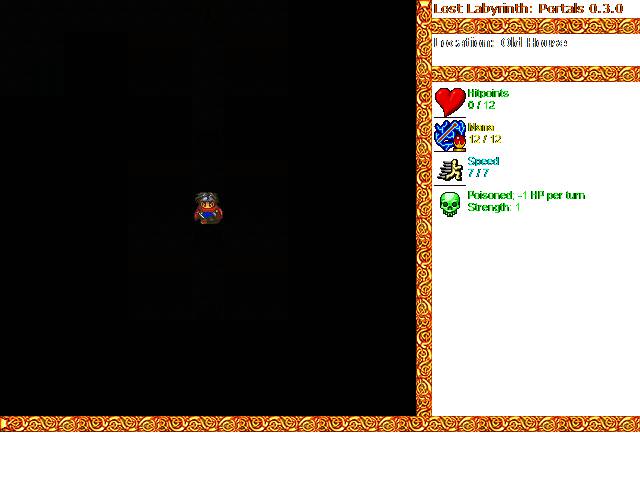 Lost Labyrinth: Portals 0.3.0
Location: Old House
Hitpoints
0 / 12
Mana
12 / 12
Speed
7 / 7
Poisoned; -1 HP per turn
Strength: 1